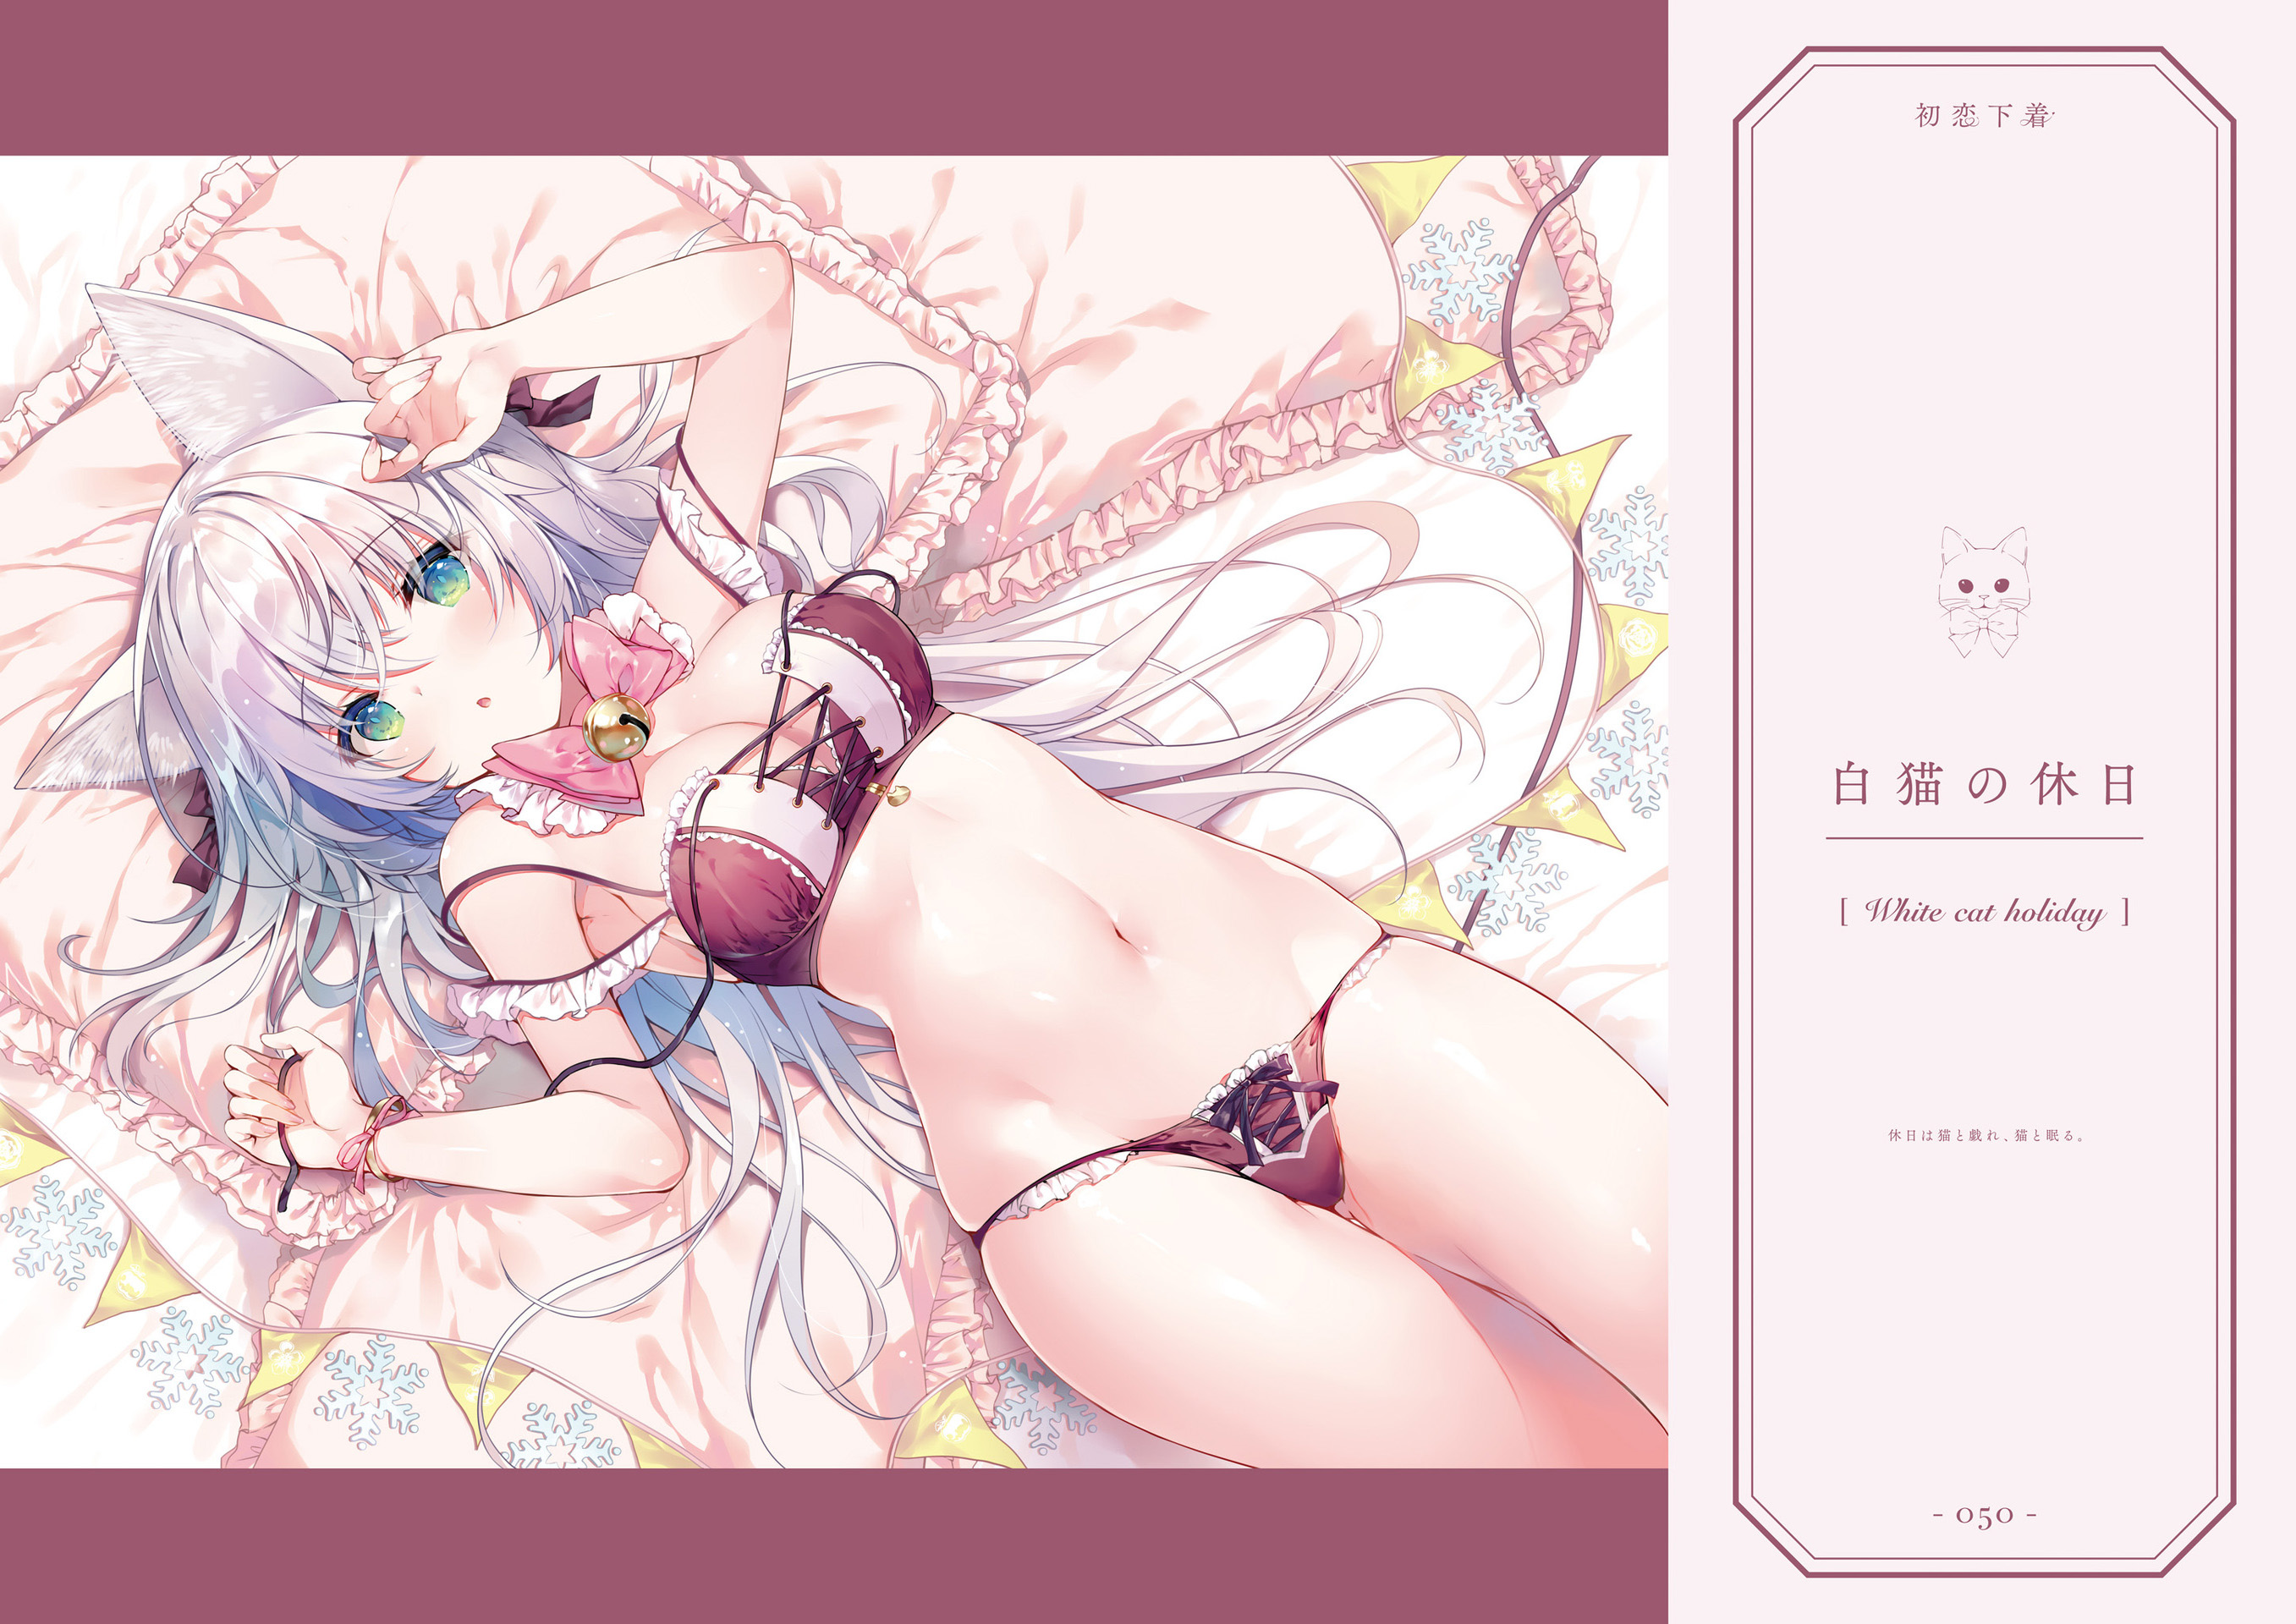 初恋下着
白猫の休日
[ White cat holiday ]
休日は猫と戯れ、猫と眠る。
- 050 -